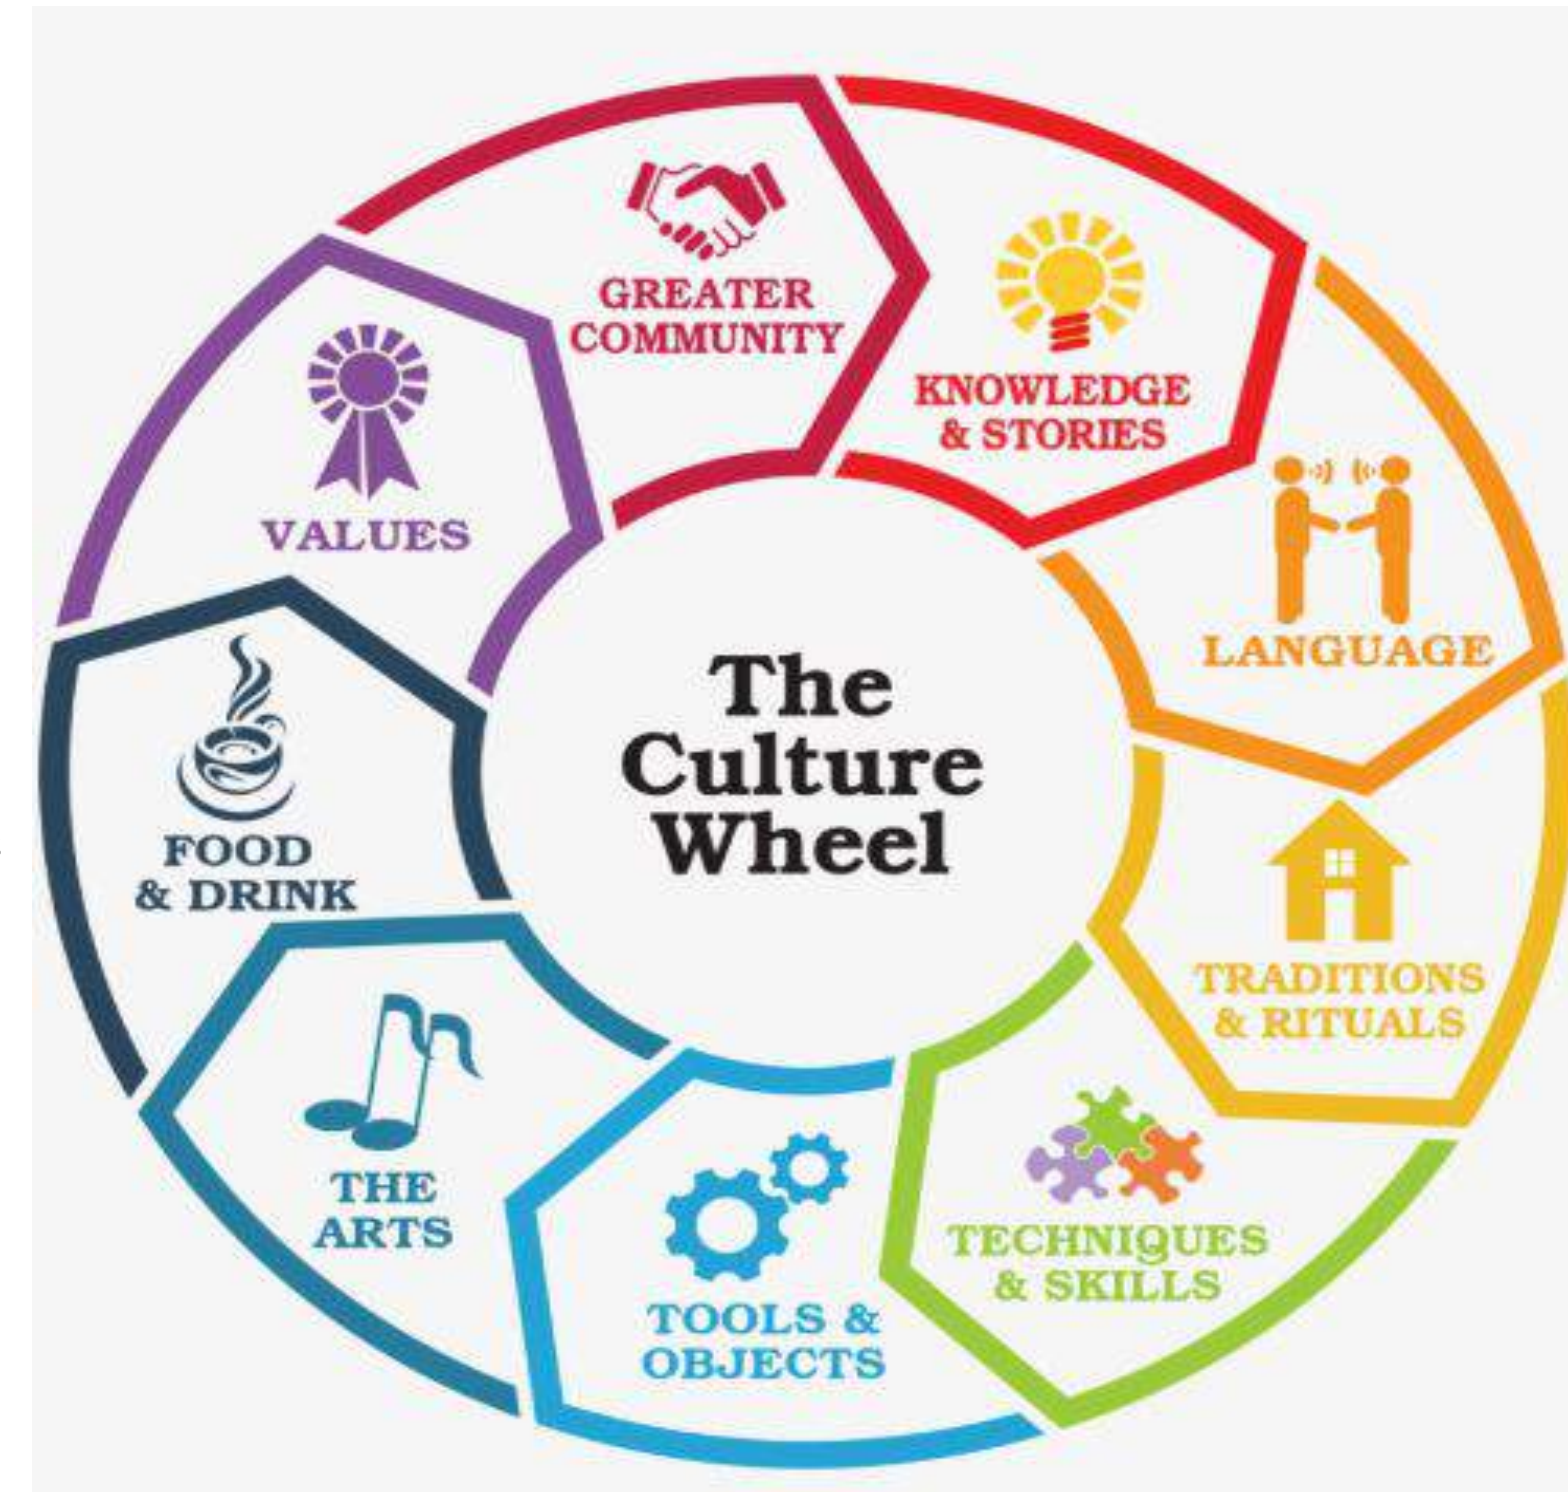 The
Culture
Wheel
GREATER
COMMUNITY
KNOWLEDGE
& STORIES
LANGUAGE
TRADITIONS
& RITUALS
TECHNIQUES
& SKILLS
TOOLS &
OBJECTS
THE
ARTS
FOOD
& DRINK
VALUES